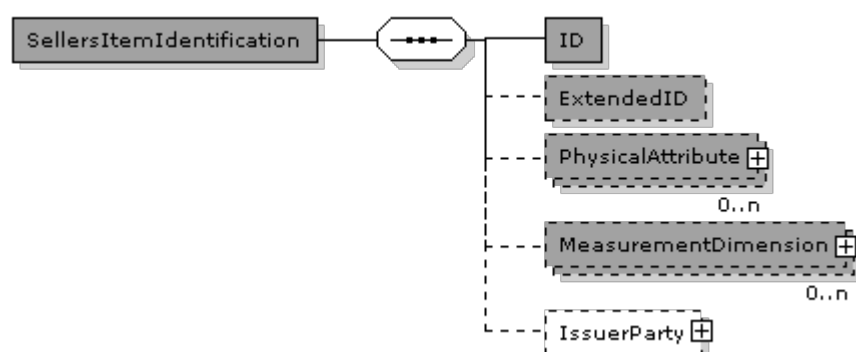 SellersItemIdentification
ID
ExtendedID
PhysicalAttribute
0..n
MeasurementDimension
0..n
IssuerParty